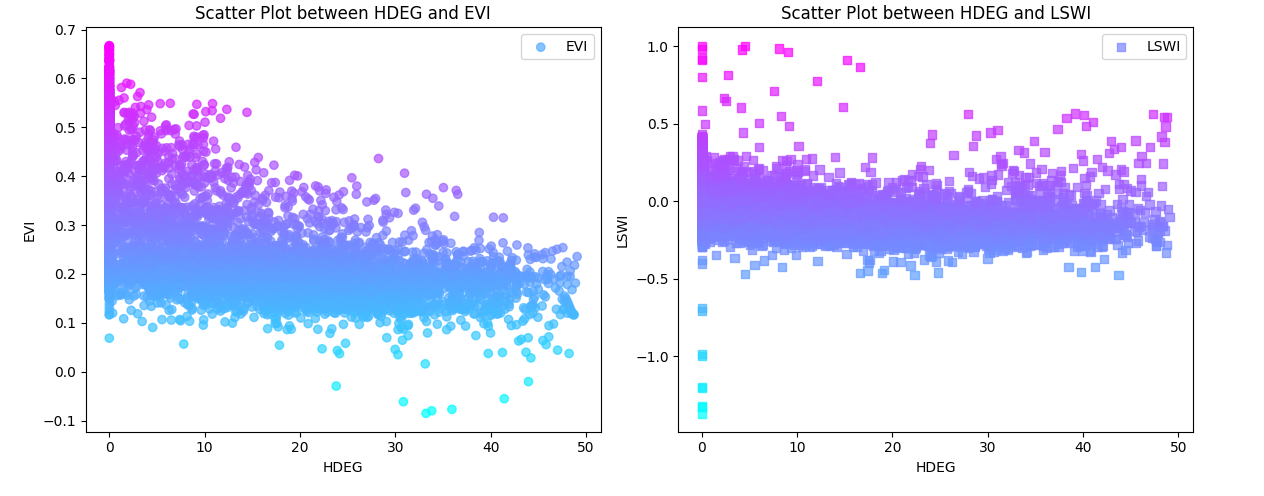 Scatter Plot between HDEG and EVI
EVI
0.7
0.6
0.5
0.4
0.3
0.2
0.1
0.0
−0.1
EVI
0 10 20 30 40 50
HDEG
Scatter Plot between HDEG and LSWI
LSWI
1.0
0.5
0.0
−0.5
−1.0
LSWI
0 10 20 30 40 50
HDEG